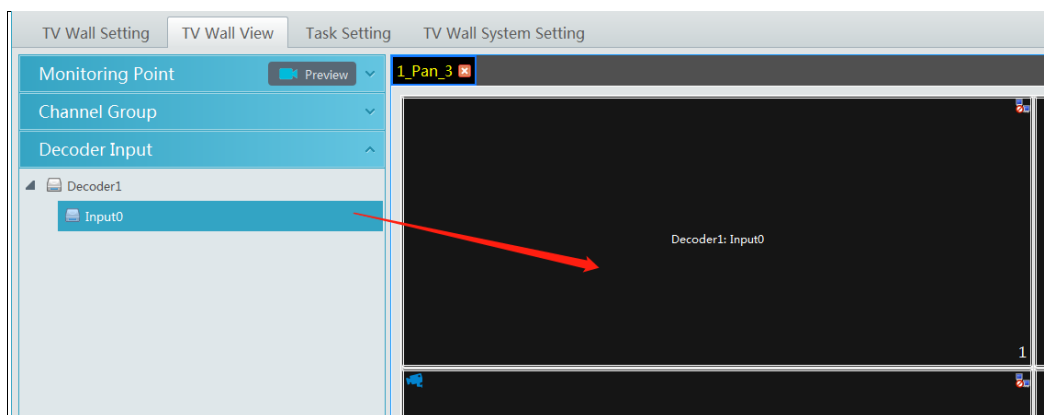 TV Wall Setting TV Wall View Task Setting TV Wall System Setting
Monitoring Point Preview
1_Pan_3
Channel Group
Decoder Input
Decoder1
Input0
Decoder1: Input0
1